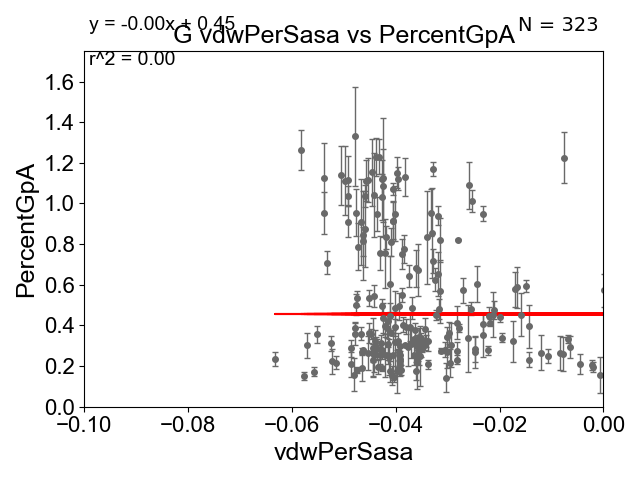 y = -0.00x + 0.45
N = 323
G vdwPerSasa vs PercentGpA
r^2 = 0.00
PercentGpA
1.6
1.4
1.2
1.0
0.8
0.6
0.4
0.2
0.0
−0.10 −0.08 −0.06 −0.04 −0.02 0.00
vdwPerSasa